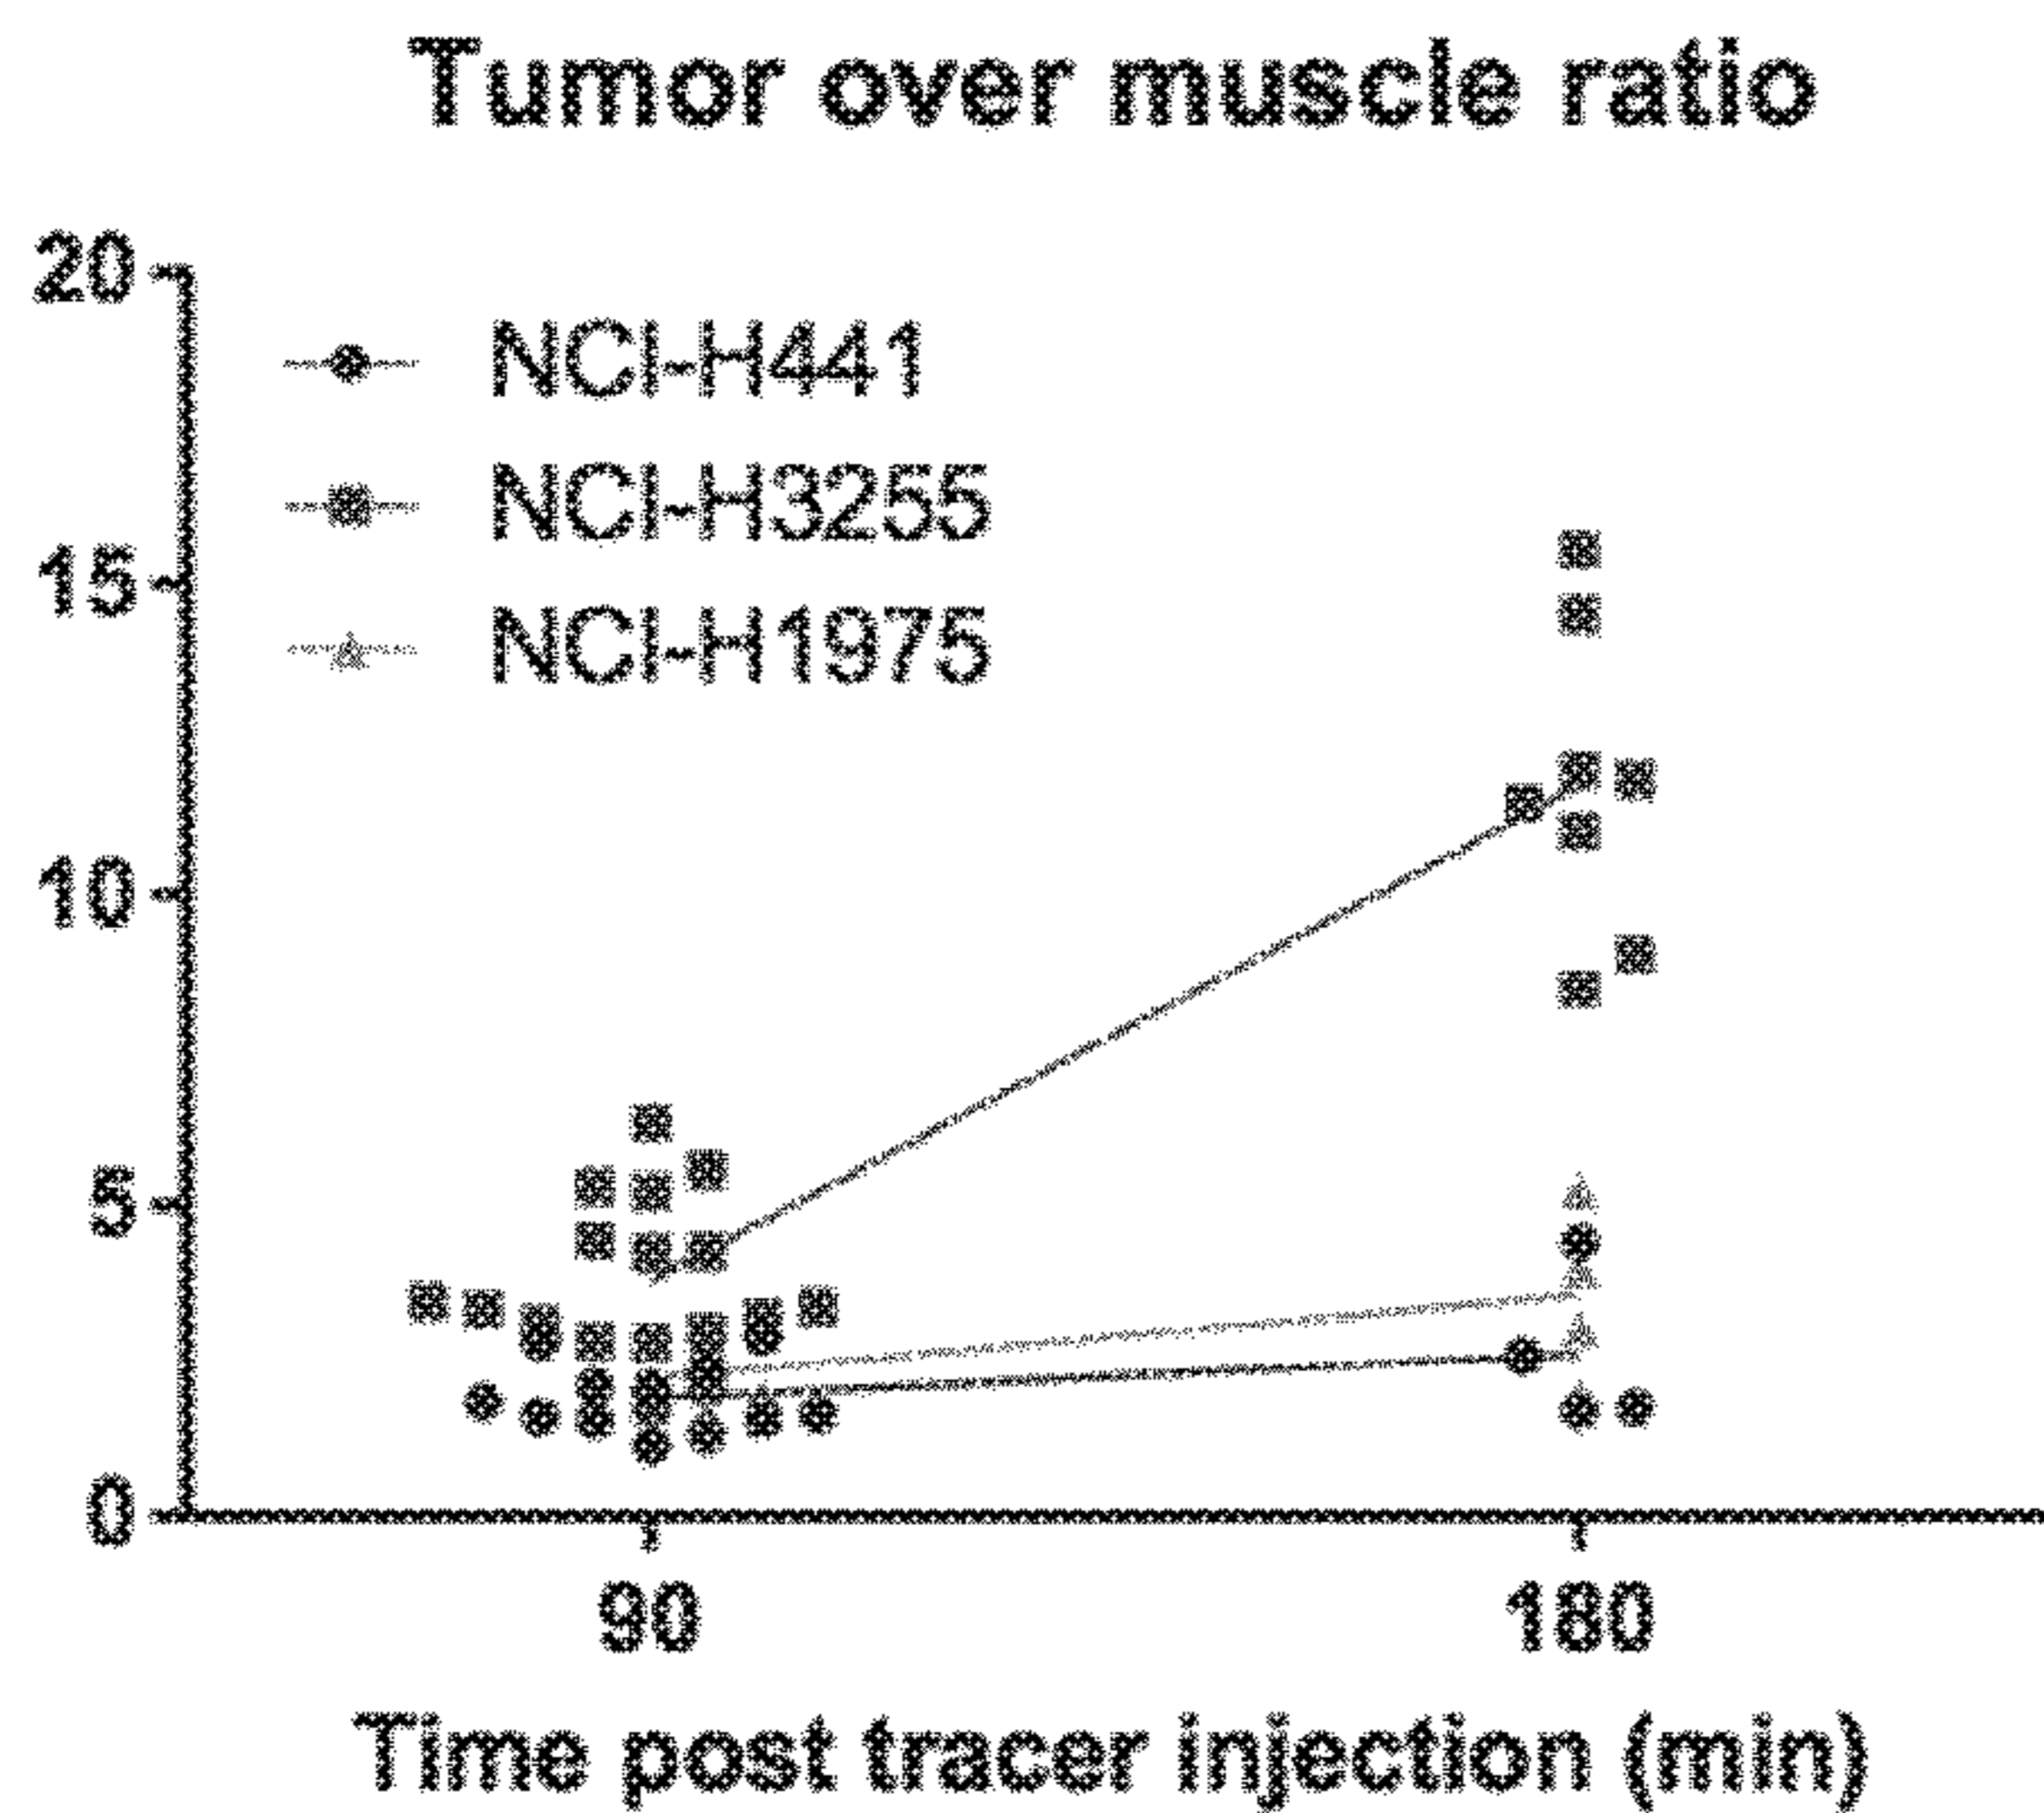 Tumor over muscle ratio
20
NCI-H441
NCI-H3255
15
NCI-H1975
10
5
0
90 180
Time post tracer injection (min)